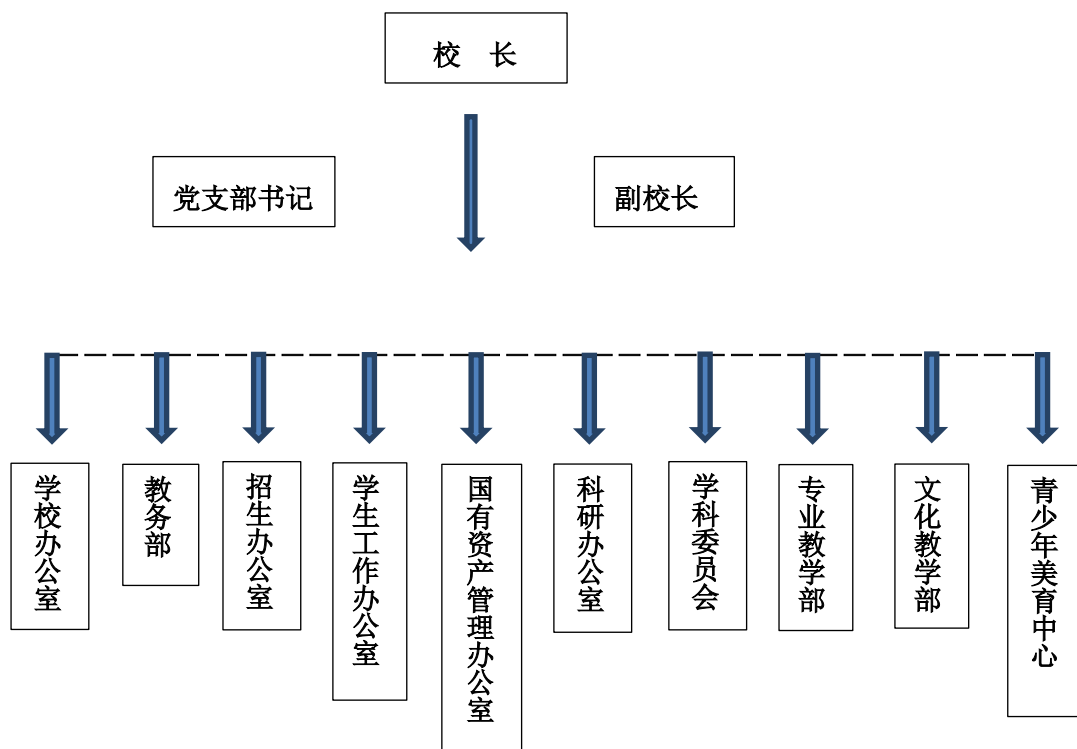 校 长
党支部书记
副校长
学校办公室
教务部
招生办公室
学生工作办公室
国有资产管理办公室
科研办公室
学科委员会
专业教学部
文化教学部
青少年美育中心